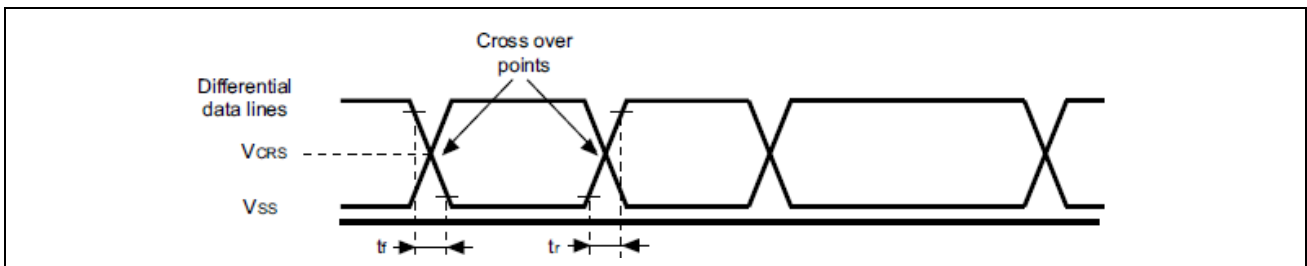 Cross over
points
Differential
data lines
VCRS
VSS
tf
tr